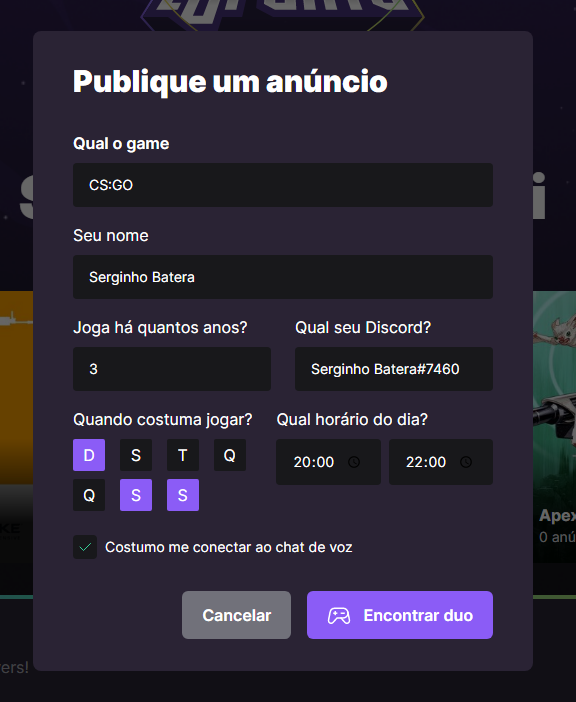 Publique um anúncio
Qual o game
CS:GO
Seu nome
Serginho Batera
Joga há quantos anos? Qual seu Discord?
3 Serginho Batera#7460
Quando costuma jogar? Qual horário do dia?
D S T Q
20:00 22:00
Q S S
Costumo me conectar ao chat de voz
Cancelar Encontrar duo
Apex
0 anú
KE
vers!